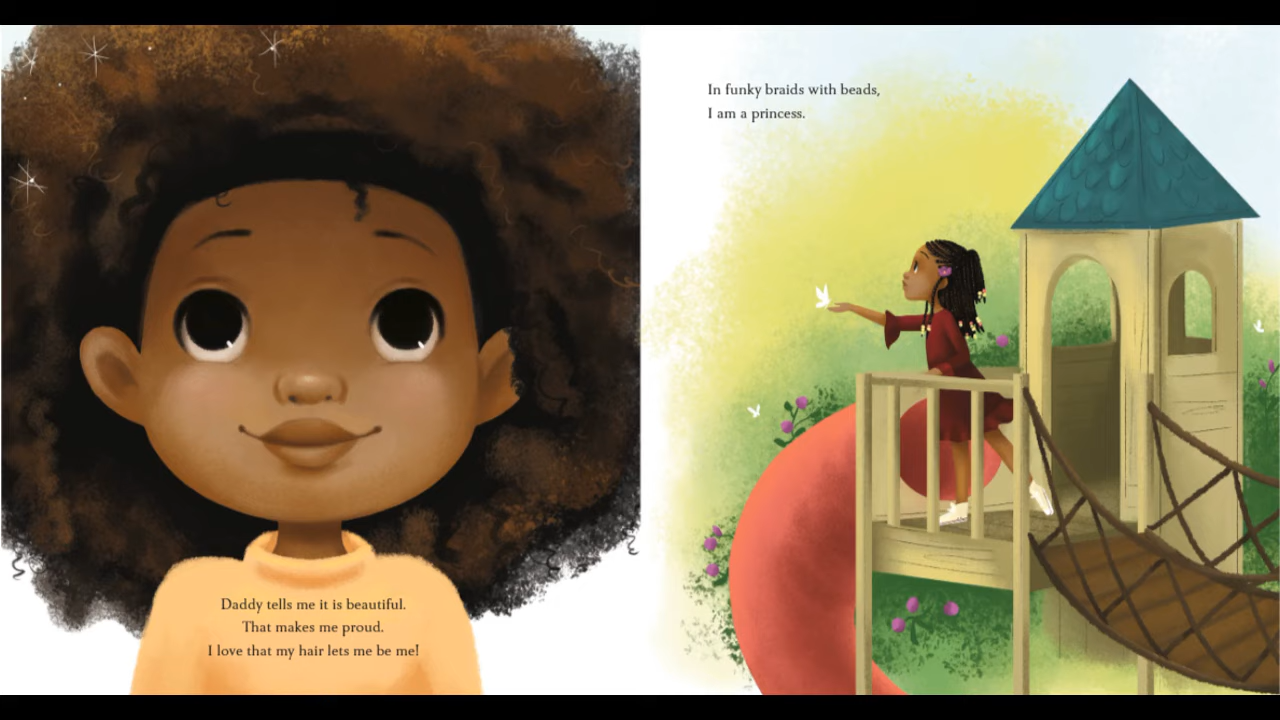 Daddy tells me it is beautiful.
That makes me proud.
I love that my hair lets me be me!
In funky braids with beads,
I am a princess.